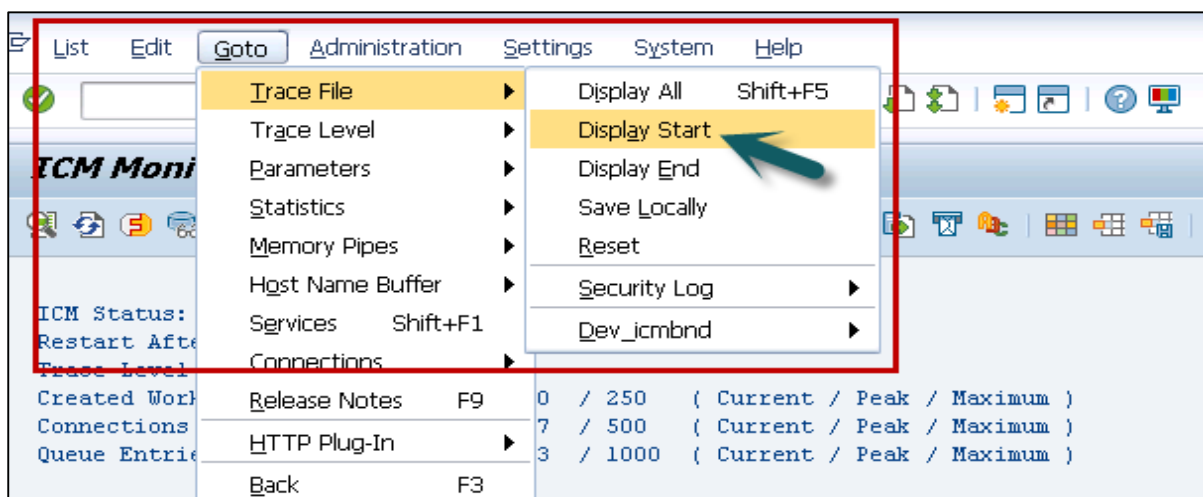 List Edit Goto Administration Settings System Help
Trace File Display All Shift+F5
Trace Level Display Start
ICM Moni Parameters Display End
Statistics Save Locally
Memory Pipes Reset
Host Name Buffer Security Log
ICM Status: Services Shift+F1 Dev_icmbnd
Restart Afte
Trace Level Connections
Created Worl Release Notes F9 0 / 250 ( Current / Peak / Maximum )
Connections 7 / 500 ( Current / Peak / Maximum )
Queue Entrie HTTP Plug-In 3 / 1000 ( Current / Peak / Maximum )
Back F3